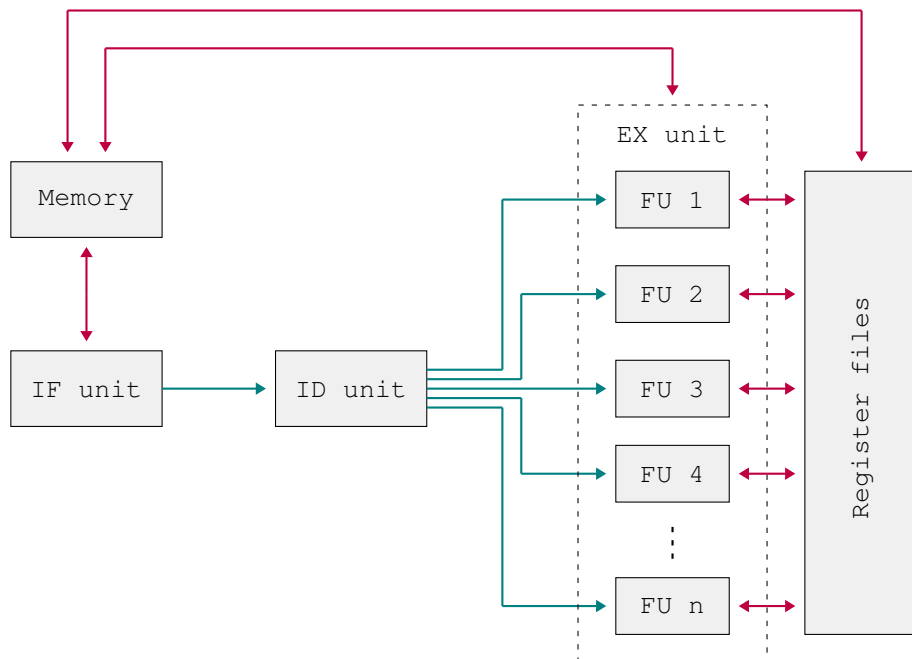 EX unit
Memory
FU 1
FU 2
IF unit
ID unit
FU 3
FU 4
FU n
Register files